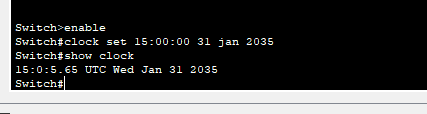 Switch>enable
Switch#clock set 15:00:00 31 jan 2035
Switch#show clock
15:0:5.65 UTC Wed Jan 31 2035
Switch#